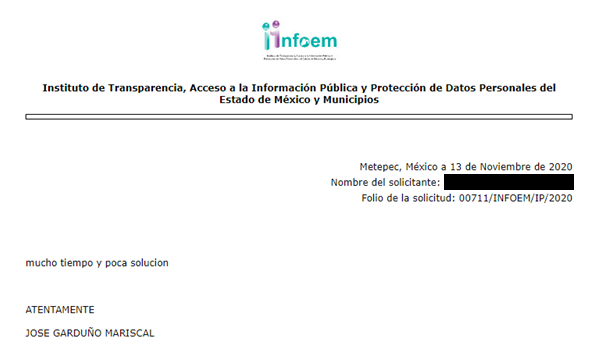 infoem
Instituto de Transparencia, Acceso a la Información Pública y Protección de Datos Personales del
Estado de México y Municipios
Metepec, México a 13 de Noviembre de 2020
Nombre del solicitante:
Folio de la solicitud: 00711/INFOEM/IP/2020
mucho tiempo y poca solucion
ATENTAMENTE
JOSE GARDUÑO MARISCAL